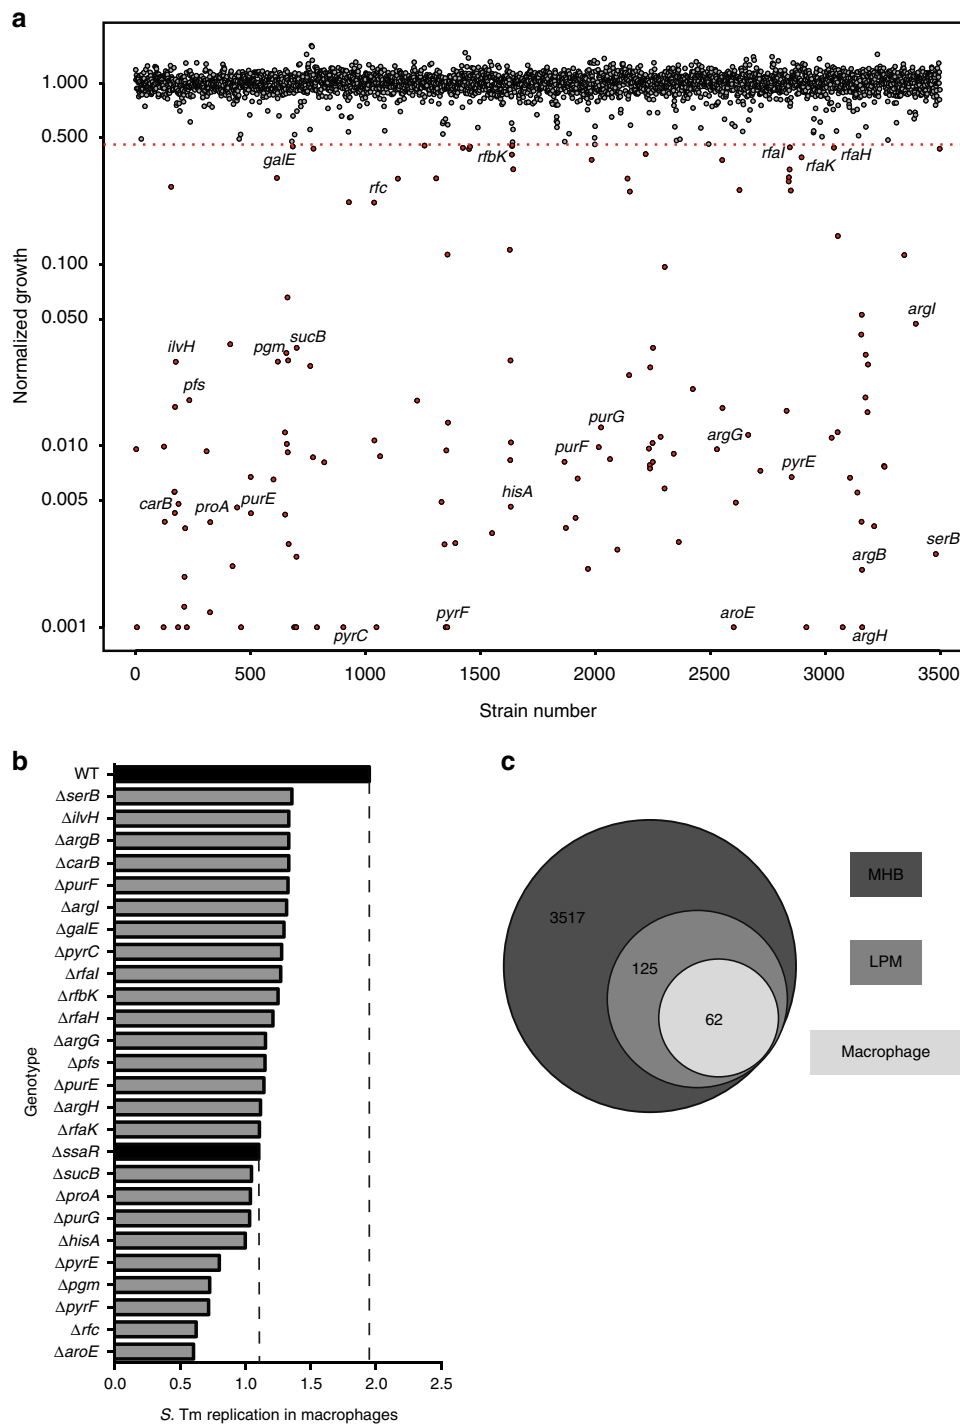 a
Normalized growth
1.000
0.500
0.100
0.050
0.010
0.005
0.001
galE
rfc
rfbK
rfaI
rfaK
rfaH
argI
ilvH
pfs
pgm
sucB
purG
purF
argG
pyrE
carB
proA
purE
hisA
serB
argB
pyrC
pyrF
aroE
argH
0 500 1000 1500 2000 2500 3000 3500
Strain number
b
Genotype
WT
ΔserB
ΔilvH
ΔargB
ΔcarB
ΔpurF
ΔargI
ΔgalE
ΔpyrC
ΔrfaI
ΔrfbK
ΔrfaH
ΔargG
Δpfs
ΔpurE
ΔargH
ΔrfaK
ΔssaR
ΔsucB
ΔproA
ΔpurG
ΔhisA
ΔpyrE
Δpgm
ΔpyrF
Δrfc
ΔaroE
0.0 0.5 1.0 1.5 2.0 2.5
S. Tm replication in macrophages
c
3517
125
62
MHB
LPM
Macrophage